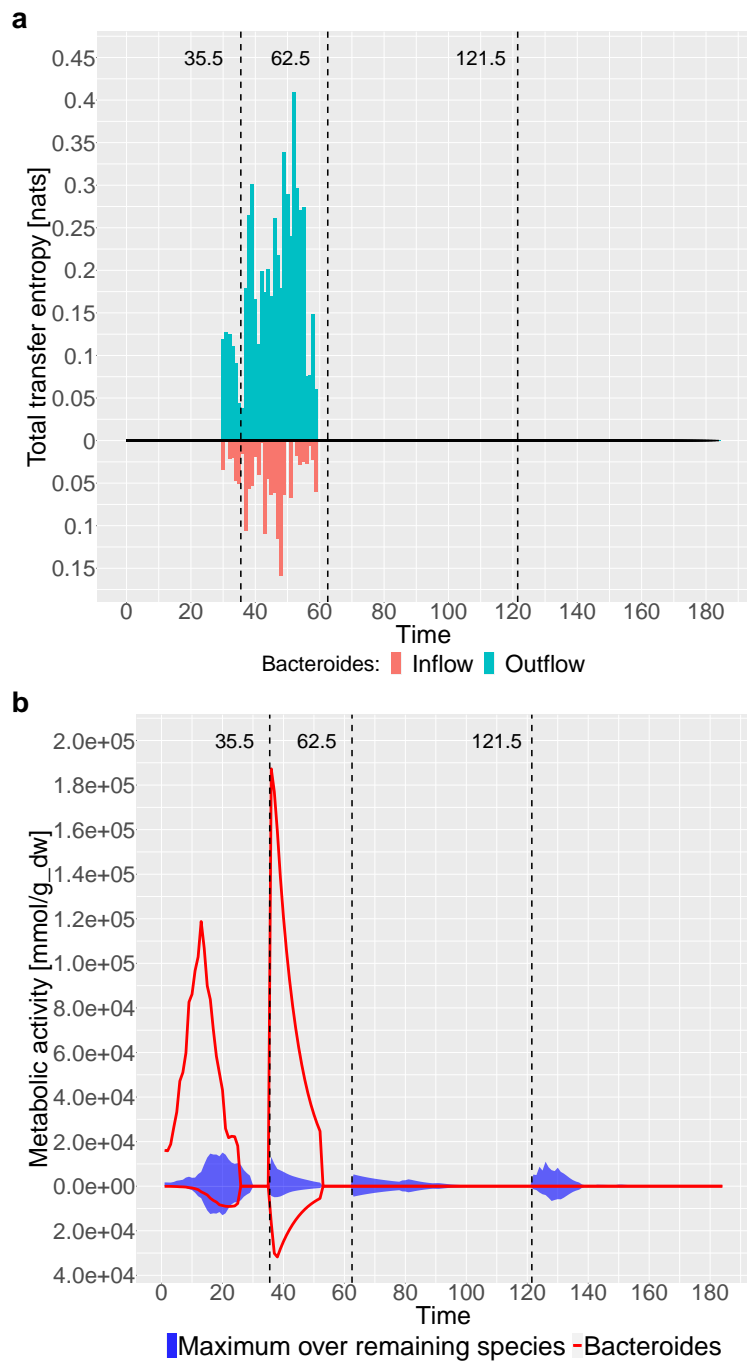 a
35.5 62.5 121.5
0.45
0.4
0.35
0.3
0.25
0.2
0.15
0.1
0.05
0
0.05
0.1
0.15
Total transfer entropy [nats]
0 20 40 60 80 100 120 140 160 180
Time
Bacteroides: Inflow Outflow
b
35.5 62.5 121.5
2.0e+05
1.8e+05
1.6e+05
1.4e+05
1.2e+05
1.0e+05
8.0e+04
6.0e+04
4.0e+04
2.0e+04
0.0e+00
2.0e+04
4.0e+04
Metabolic activity [mmol/g_dw]
0 20 40 60 80 100 120 140 160 180
Time
Maximum over remaining species Bacteroides